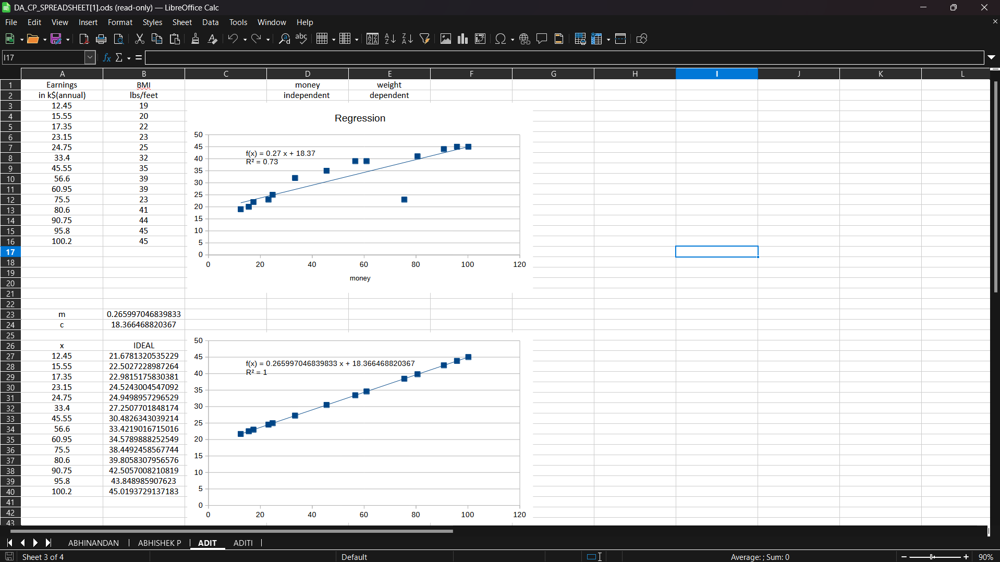 DA_CP_SPREADSHEET[1].ods (read-only) — LibreOffice Calc
File Edit View Insert Format Styles Sheet Data Tools Window Help
I17
A B C D E F G H I J K L
1 Earnings BMI money weight
2 in k$(annual) lbs/feet independent dependent
3 12.45 19
4 15.55 20
5 17.35 22
6 23.15 23
7 24.75 25
8 33.4 32
9 45.55 35
10 56.6 39
11 60.95 39
12 75.5 23
13 80.6 41
14 90.75 44
15 95.8 45
16 100.2 45
17
18
19
20
21
22
23 m 0.265997046839833
24 c 18.366468820367
25
26 x IDEAL
27 12.45 21.6781320535229
28 15.55 22.5027228987264
29 17.35 22.9815175830381
30 23.15 24.5243004547092
31 24.75 24.9498957296529
32 33.4 27.2507701848174
33 45.55 30.4826343039214
34 56.6 33.4219016715016
35 60.95 34.5789888252549
36 75.5 38.4492458567744
37 80.6 39.8058307956576
38 90.75 42.5057008210819
39 95.8 43.848985907623
40 100.2 45.0193729137183
41
42
43
Regression
50
45
f(x) = 0.27 x + 18.37
40
R² = 0.73
35
30
25
20
15
10
5
0
0 20 40 60 80 100 120
money
50
45
f(x) = 0.265997046839833 x + 18.366468820367
40
R² = 1
35
30
25
20
15
10
5
0
0 20 40 60 80 100 120
ABHINANDAN ABHISHEK P ADIT ADITI
Sheet 3 of 4 Default Average: ; Sum: 0 90%